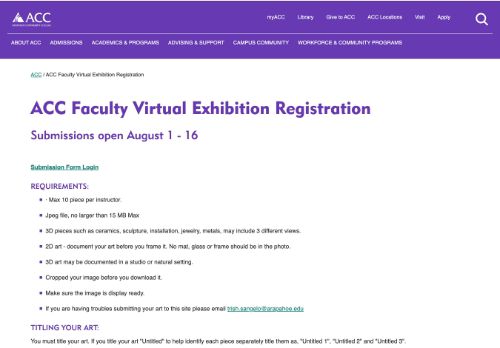 ACC
myACC Library Give to ACC ACC Locations Visit Apply
ABOUT ACC ADMISSIONS ACADEMICS & PROGRAMS ADVISING & SUPPORT CAMPUS COMMUNITY WORKFORCE & COMMUNITY PROGRAMS
ACC / ACC Faculty Virtual Exhibition Registration
ACC Faculty Virtual Exhibition Registration
Submissions open August 1 - 16
Submission Form Login
REQUIREMENTS:
- Max 10 piece per instructor.
Jpeg file, no larger than 15 MB Max
3D pieces such as ceramics, sculpture, installation, jewelry, metals, may include 3 different views.
2D art - document your art before you frame it. No mat, glass or frame should be in the photo.
3D art may be documented in a studio or natural setting.
Cropped your image before you download it.
Make sure the image is display ready.
If you are having troubles submitting your art to this site please email trish.sangelo@arapahoe.edu
TITLING YOUR ART:
You must title your art. If you title your art "Untitled" to help identify each piece separately title them as, "Untitled 1", "Untitled 2" and "Untitled 3".